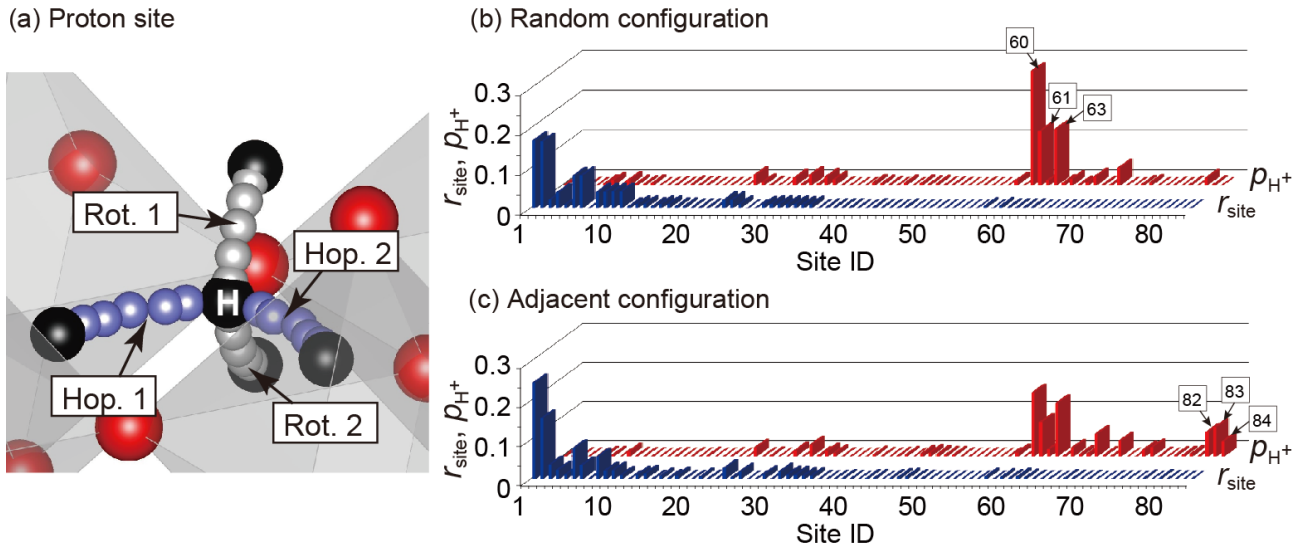 (a) Proton site
Rot. 1
Hop. 2
H
Hop. 1
Rot. 2
(b) Random configuration
60
61
63
0.3
0.2
0.1
0
r_site, p_H+
p_H+
r_site
1 10 20 30 40 50 60 70 80
Site ID
(c) Adjacent configuration
82
83
84
0.3
0.2
0.1
0
r_site, p_H+
p_H+
r_site
1 10 20 30 40 50 60 70 80
Site ID